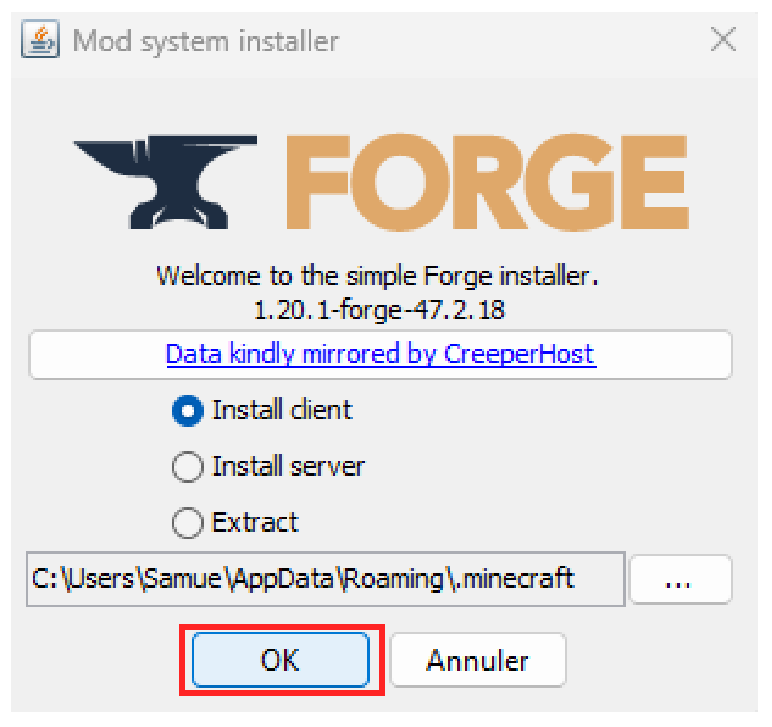 Mod system installer
FORGE
Welcome to the simple Forge installer.
1.20.1-forge-47.2.18
Data kindly mirrored by CreeperHost
Install client
Install server
Extract
C:\Users\Samue\AppData\Roaming\.minecraft
...
OK Annuler